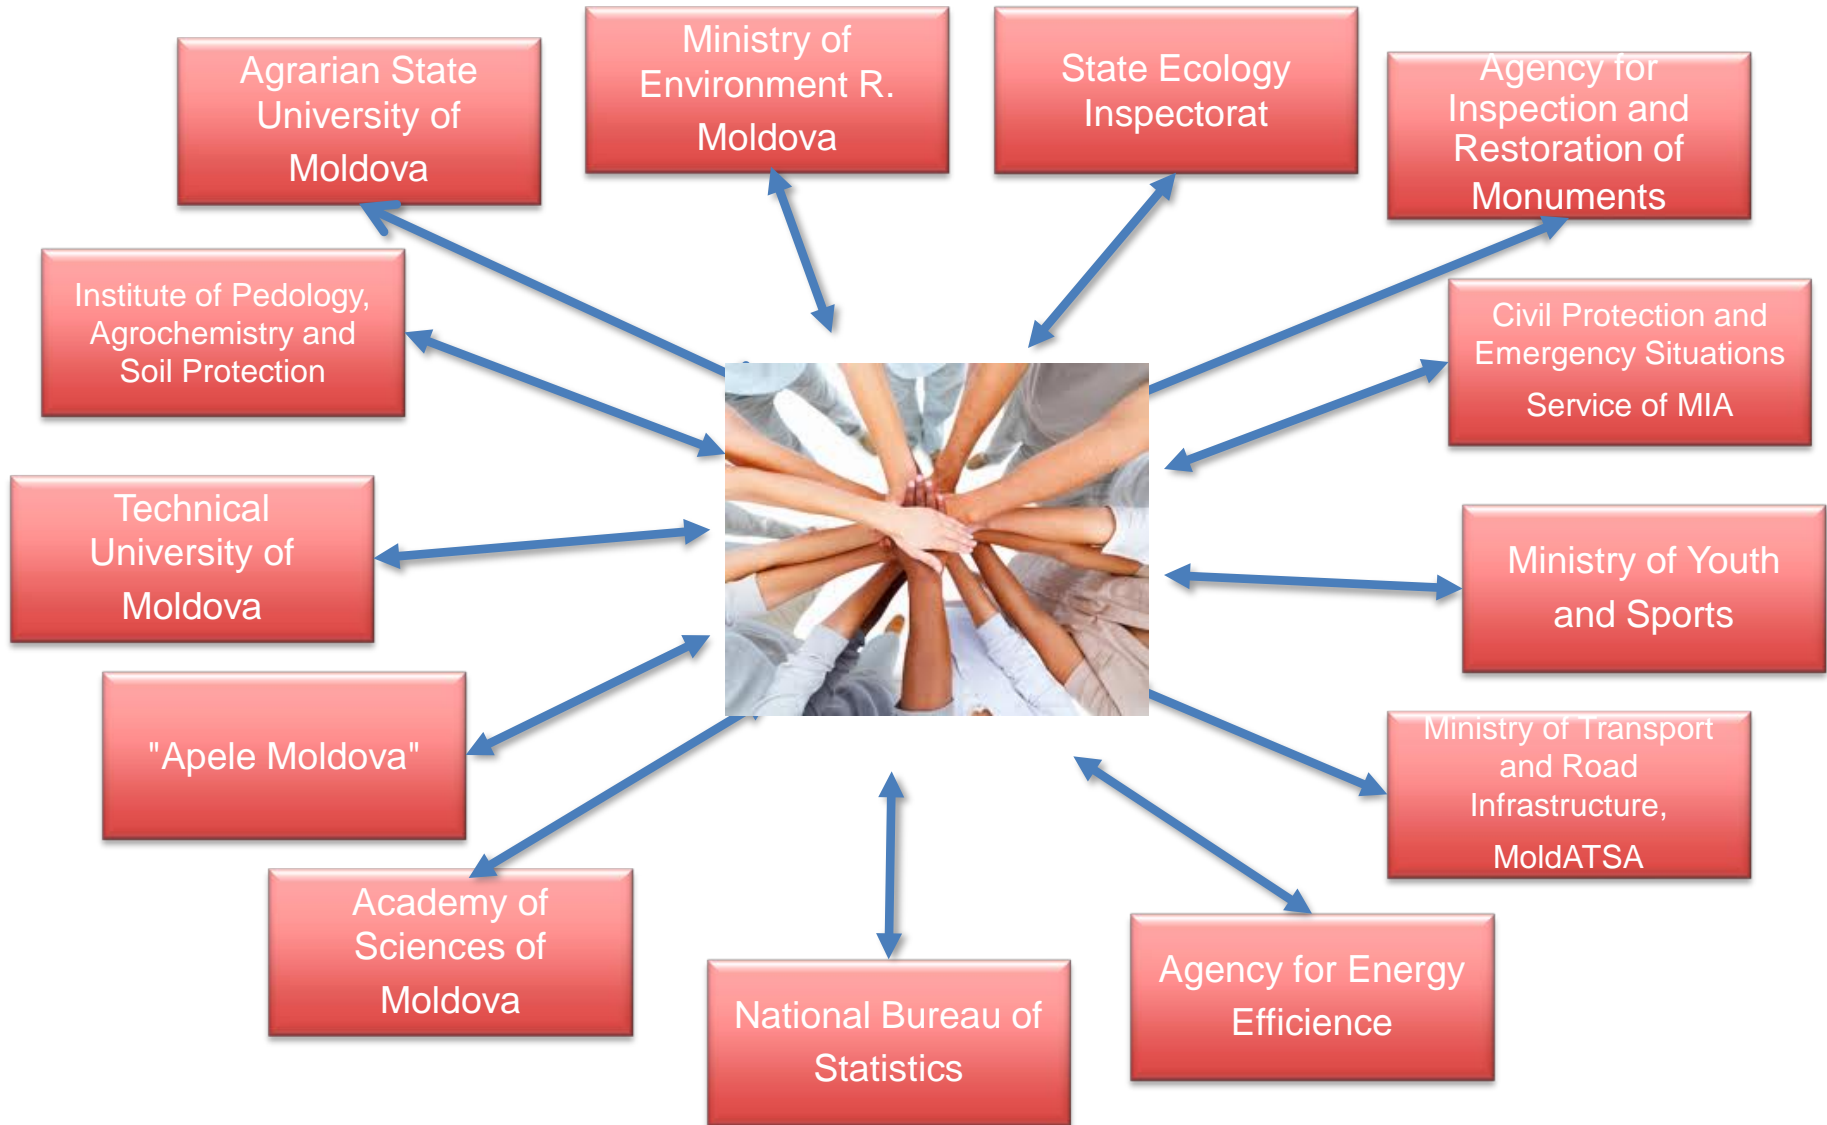 Agrarian State
University of
Moldova
Ministry of
Environment R.
Moldova
State Ecology
Inspectorat
Agency for
Inspection and
Restoration of
Monuments
Institute of Pedology,
Agrochemistry and
Soil Protection
Civil Protection and
Emergency Situations
Service of MIA
Technical
University of
Moldova
Ministry of Youth
and Sports
"Apele Moldova"
Ministry of Transport
and Road
Infrastructure,
MoldATSA
Academy of
Sciences of
Moldova
National Bureau of
Statistics
Agency for Energy
Efficience